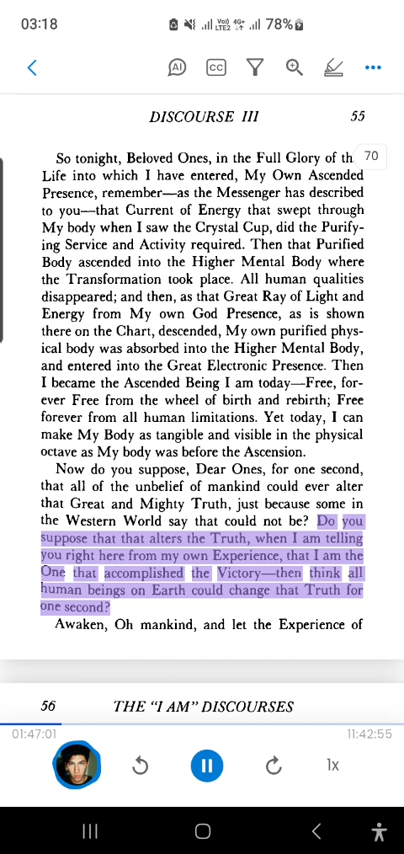 03:18
Vo)
LTE2
4G+
78%
AI
CC
DISCOURSE III 55
70
So tonight, Beloved Ones, in the Full Glory of th
Life into which I have entered, My Own Ascended
Presence, remember—as the Messenger has described
to you—that Current of Energy that swept through
My body when I saw the Crystal Cup, did the Purify-
ing Service and Activity required. Then that Purified
Body ascended into the Higher Mental Body where
the Transformation took place. All human qualities
disappeared; and then, as that Great Ray of Light and
Energy from My own God Presence, as is shown
there on the Chart, descended, My own purified phys-
ical body was absorbed into the Higher Mental Body,
and entered into the Great Electronic Presence. Then
I became the Ascended Being I am today—Free, for-
ever Free from the wheel of birth and rebirth; Free
forever from all human limitations. Yet today, I can
make My Body as tangible and visible in the physical
octave as My body was before the Ascension.
Now do you suppose, Dear Ones, for one second,
that all of the unbelief of mankind could ever alter
that Great and Mighty Truth, just because some in
the Western World say that could not be? Do you
suppose that that alters the Truth, when I am telling
you right here from my own Experience, that I am the
One that accomplished the Victory—then think all
human beings on Earth could change that Truth for
one second?
Awaken, Oh mankind, and let the Experience of
56 THE “I AM” DISCOURSES
01:47:01 11:42:55
1x